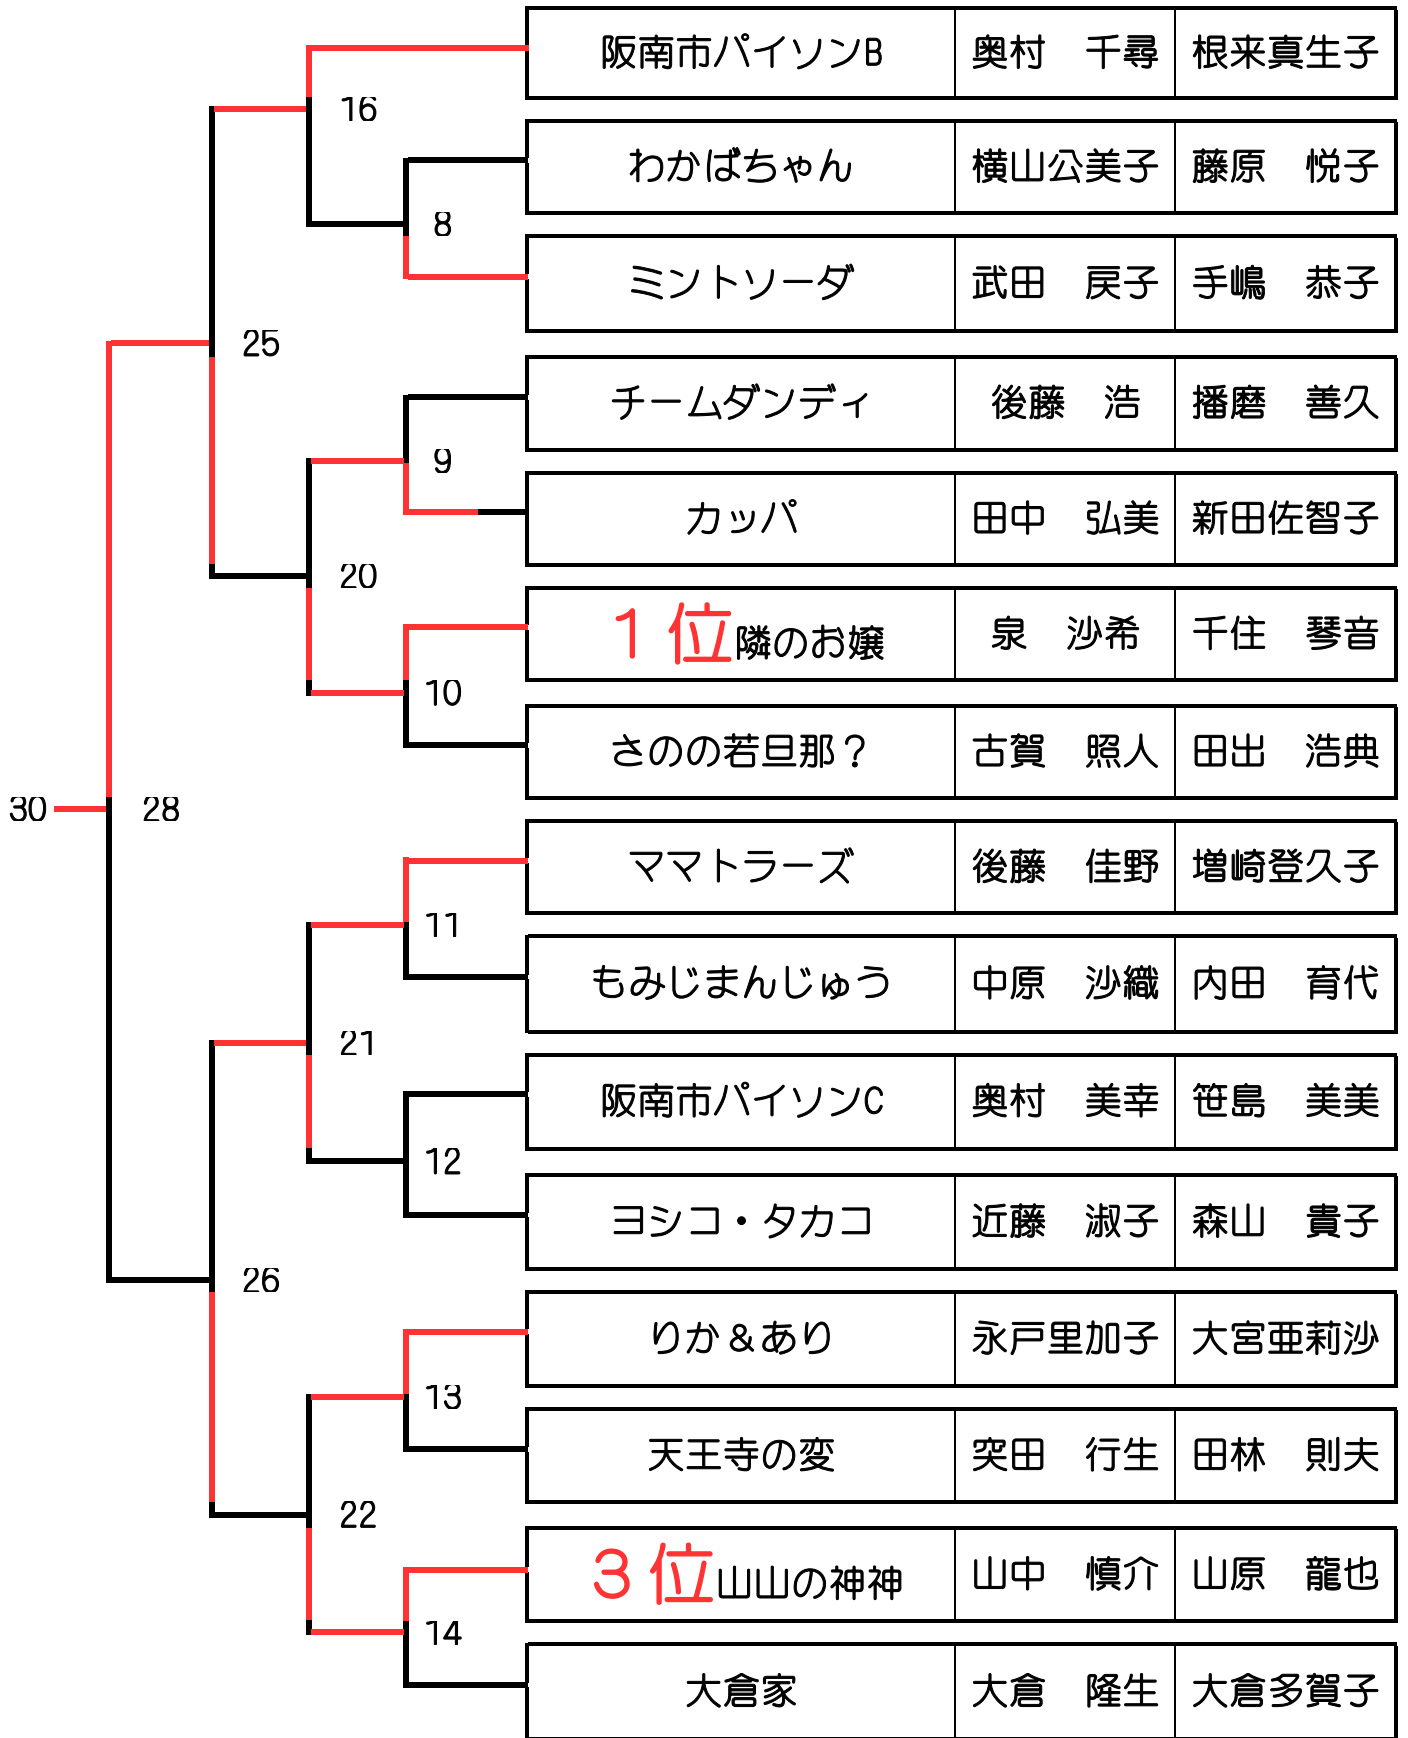 阪南市パイソンB 奥村　千尋 根来真生子
16
わかばちゃん 横山公美子 藤原　悦子
8
ミントソーダ 武田　戻子 手嶋　恭子
25
チームダンディ 後藤　浩 播磨　善久
9
カッパ 田中　弘美 新田佐智子
20
１位隣のお嬢 泉　沙希 千住　琴音
10
さのの若旦那？ 古賀　照人 田出　浩典
30 28
ママトラーズ 後藤　佳野 増崎登久子
11
もみじまんじゅう 中原　沙織 内田　育代
21
阪南市パイソンC 奥村　美幸 笹島　美美
12
ヨシコ・タカコ 近藤　淑子 森山　貴子
26
りか＆あり 永戸里加子 大宮亜莉沙
13
天王寺の変 突田　行生 田林　則夫
22
３位山山の神神 山中　慎介 山原　龍也
14
大倉家 大倉　隆生 大倉多賀子